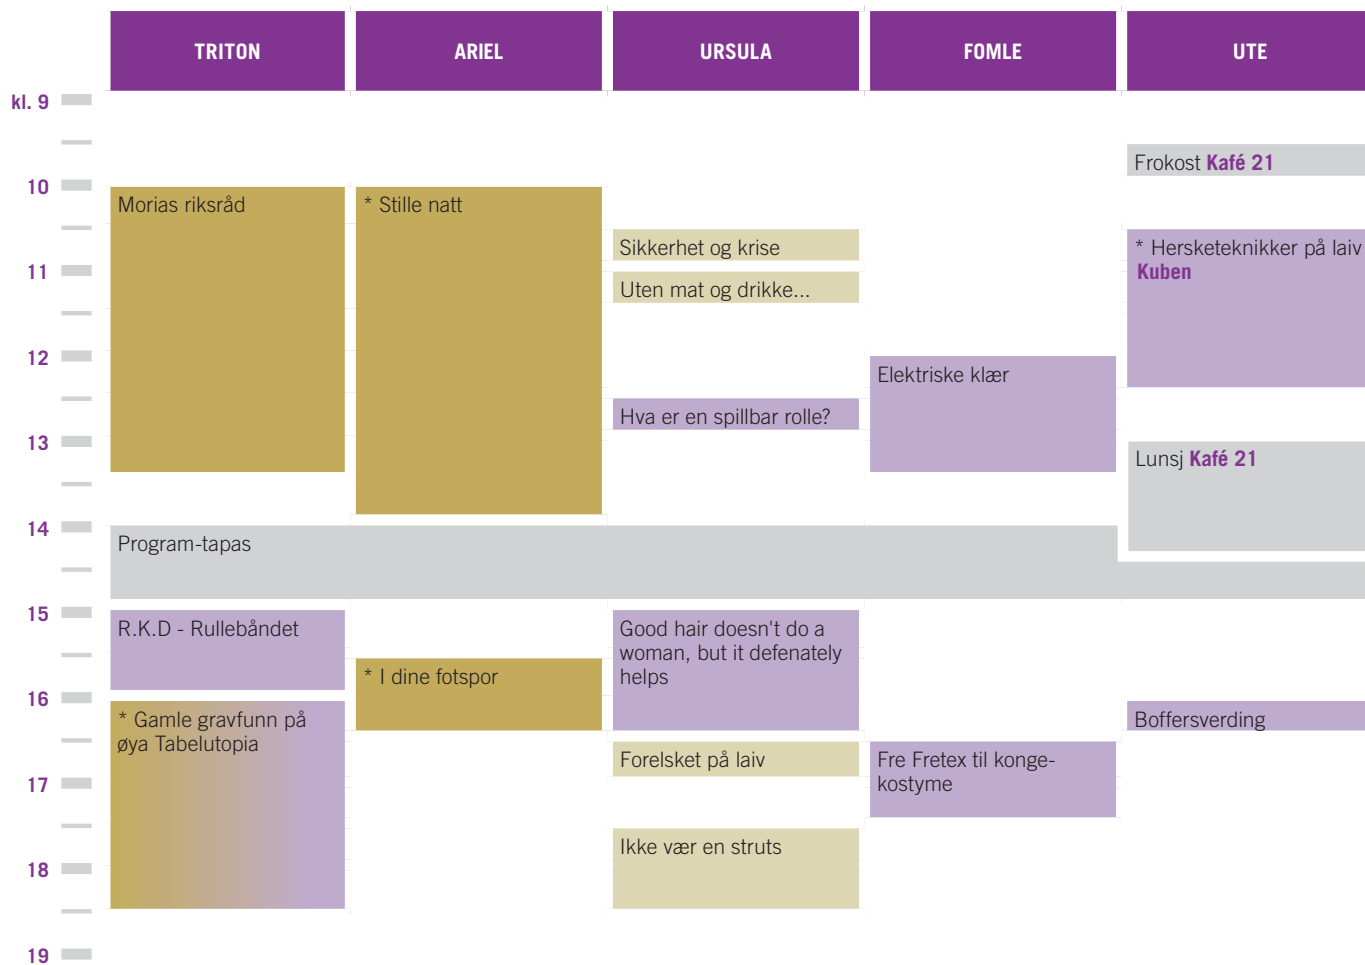 TRITON
ARIEL
URSULA
FOMLE
UTE
kl. 9
Frokost Kafé 21
10
Morias riksråd
* Stille natt
Sikkerhet og krise
* Hersketeknikker på laiv
Kuben
11
Uten mat og drikke...
12
Elektriske klær
Hva er en spillbar rolle?
13
Lunsj Kafé 21
14
Program-tapas
15
R.K.D - Rullebåndet
Good hair doesn't do a
woman, but it defenately
helps
* I dine fotspor
16
* Gamle gravfunn på
øya Tabelutopia
Boffersverding
Forelsket på laiv
Fre Fretex til konge-
kostyme
17
Ikke vær en struts
18
19